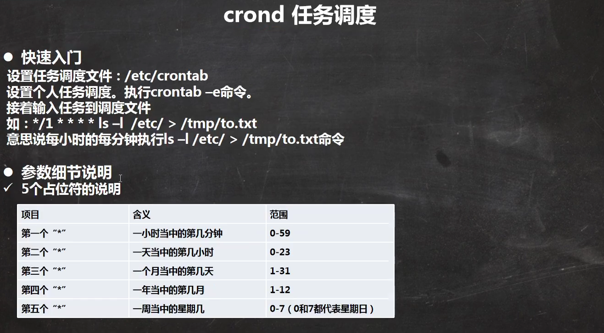 crond 任务调度
● 快速入门
设置任务调度文件：/etc/crontab
设置个人任务调度。执行crontab –e命令。
接着输入任务到调度文件
如：*/1 * * * * ls –l  /etc/ > /tmp/to.txt
意思说每小时的每分钟执行ls –l /etc/ > /tmp/to.txt命令
● 参数细节说明
✓ 5个占位符的说明
项目 含义 范围
第一个 “*” 一小时当中的第几分钟 0-59
第二个 “*” 一天当中的第几小时 0-23
第三个 “*” 一个月当中的第几天 1-31
第四个 “*” 一年当中的第几月 1-12
第五个 “*” 一周当中的星期几 0-7（0和7都代表星期日）